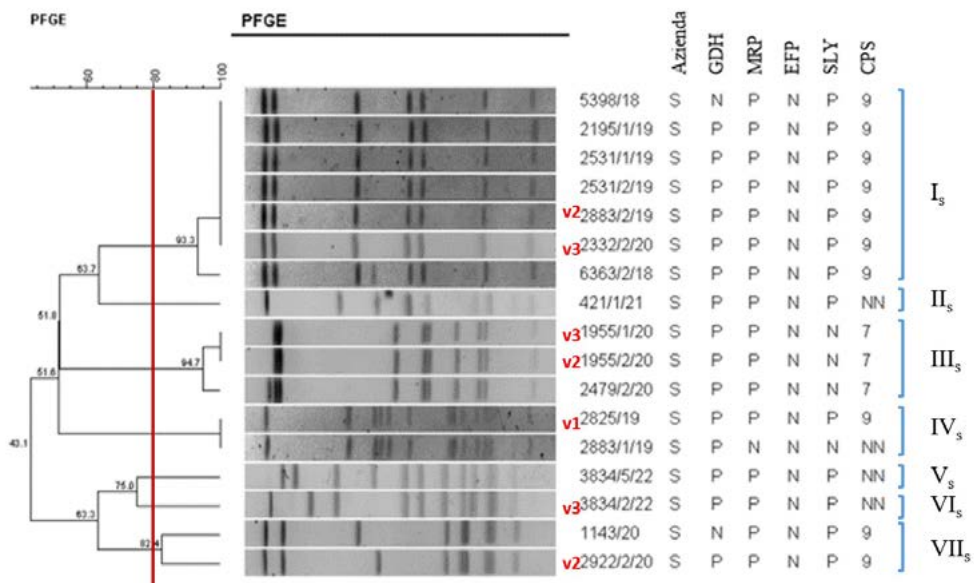 PFGE PFGE
Azienda GDH MRP EFP SLY CPS
60 80 100
5398/18 S N P N P 9
2195/1/19 S P P N P 9
2531/1/19 S P P N P 9
2531/2/19 S P P N P 9
v2 2883/2/19 S P P N P 9
v3 2332/2/20 S P P N P 9
6363/2/18 S P P N P 9
Is
421/1/21 S P P N P NN
IIs
v3 1955/1/20 S P P N N 7
v2 1955/2/20 S P P N N 7
2479/2/20 S P P N N 7
IIIs
v1 2825/19 S P P N P 9
2883/1/19 S P N N N NN
IVs
3834/5/22 S P P N P NN
Vs
v3 3834/2/22 S P P N P NN
VIs
1143/20 S N P N P 9
v2 2922/2/20 S P P N P 9
VIIs
93.3
63.7
51.8
94.7
51.6
43.1
75.0
63.3